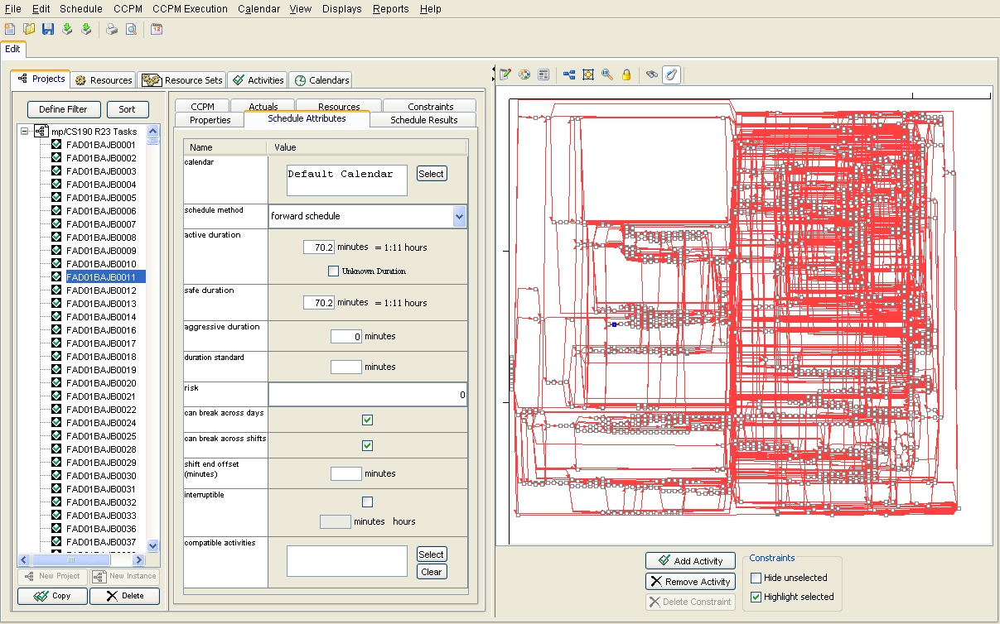 File Edit Schedule CCPM CCPM Execution Calendar View Displays Reports Help
12
Edit
Projects Resources Resource Sets Activities Calendars
Define Filter Sort
CCPM Actuals Resources Constraints
Properties Schedule Attributes Schedule Results
mp/CS190 R23 Tasks
FAD01BAJB0001
FAD01BAJB0002
FAD01BAJB0003
FAD01BAJB0004
FAD01BAJB0005
FAD01BAJB0006
FAD01BAJB0007
FAD01BAJB0008
FAD01BAJB0009
FAD01BAJB0010
FAD01BAJB0011
FAD01BAJB0012
FAD01BAJB0013
FAD01BAJB0014
FAD01BAJB0016
FAD01BAJB0017
FAD01BAJB0018
FAD01BAJB0019
FAD01BAJB0020
FAD01BAJB0021
FAD01BAJB0022
FAD01BAJB0024
FAD01BAJB0025
FAD01BAJB0028
FAD01BAJB0029
FAD01BAJB0030
FAD01BAJB0031
FAD01BAJB0032
FAD01BAJB0033
FAD01BAJB0036
FAD01BAJB0037
New Project New Instance
Copy Delete
Name Value
calendar
Default Calendar Select
schedule method forward schedule
active duration
70.2 minutes = 1:11 hours
Unknown Duration
safe duration
70.2 minutes = 1:11 hours
aggressive duration
0 minutes
duration standard
minutes
risk 0
can break across days
can break across shifts
shift end offset
(minutes) minutes
interruptible
minutes hours
compatible activities
Select
Clear
Add Activity
Remove Activity
Delete Constraint
Constraints
Hide unselected
Highlight selected